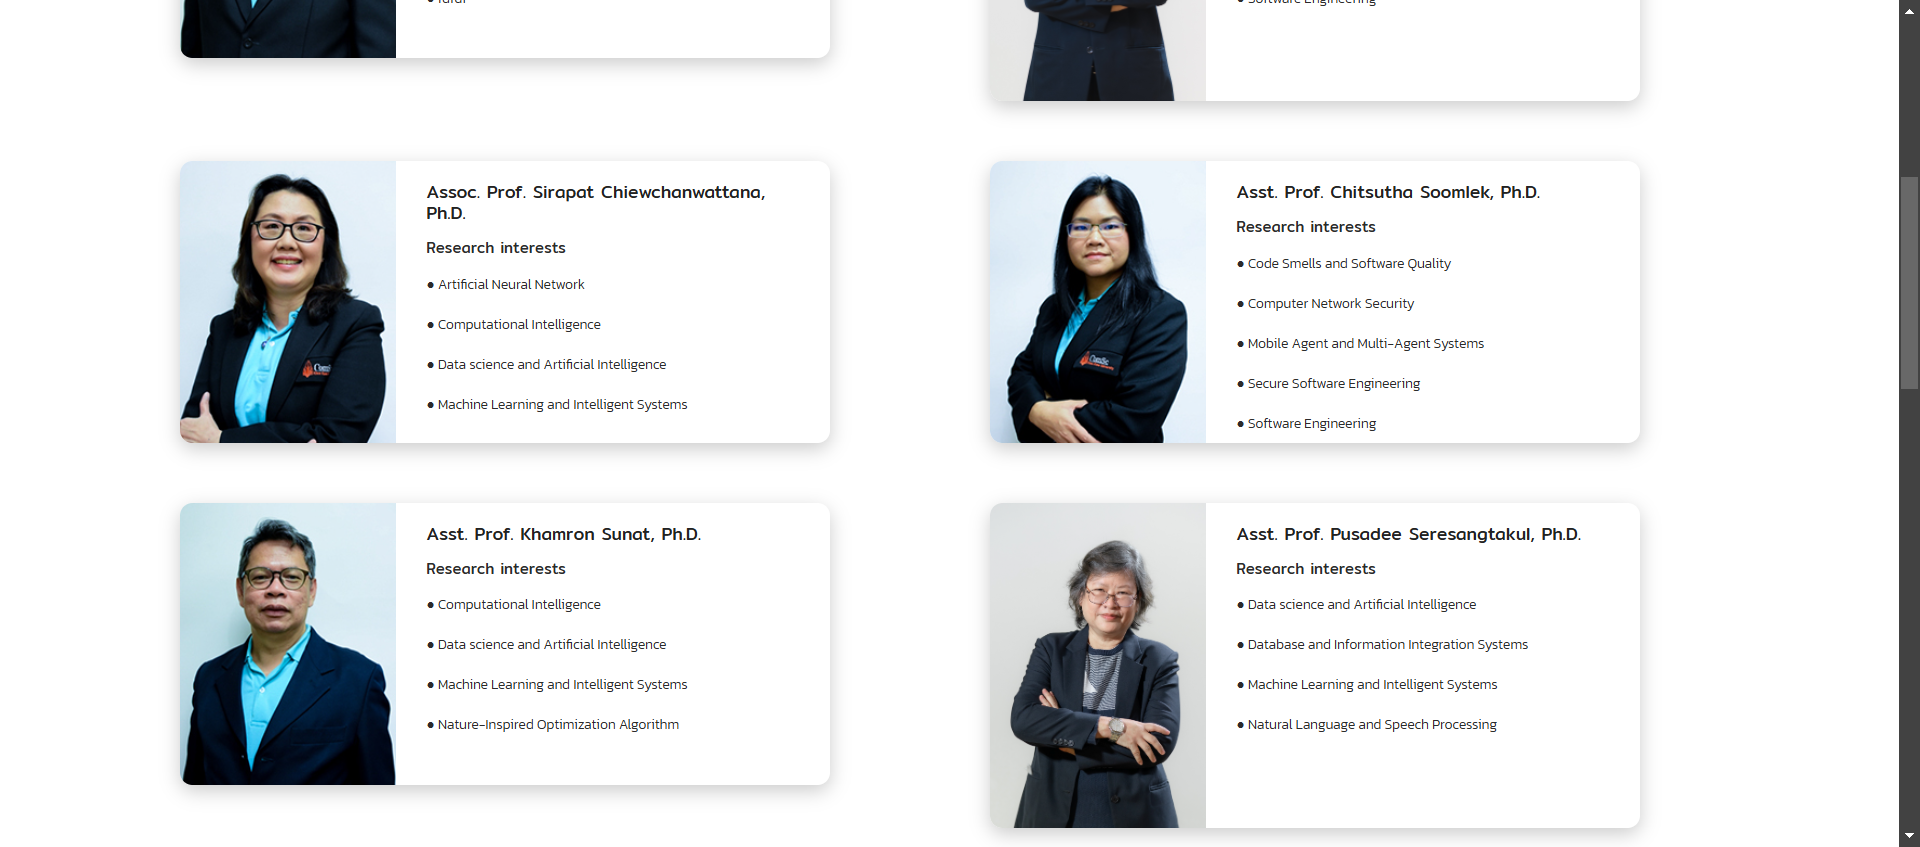 ● Software Engineering
Assoc. Prof. Sirapat Chiewchanwattana,
Ph.D.
Research interests
● Artificial Neural Network
● Computational Intelligence
● Data science and Artificial Intelligence
● Machine Learning and Intelligent Systems
Asst. Prof. Chitsutha Soomlek, Ph.D.
Research interests
● Code Smells and Software Quality
● Computer Network Security
● Mobile Agent and Multi-Agent Systems
● Secure Software Engineering
● Software Engineering
Asst. Prof. Khamron Sunat, Ph.D.
Research interests
● Computational Intelligence
● Data science and Artificial Intelligence
● Machine Learning and Intelligent Systems
● Nature-Inspired Optimization Algorithm
Asst. Prof. Pusadee Seresangtakul, Ph.D.
Research interests
● Data science and Artificial Intelligence
● Database and Information Integration Systems
● Machine Learning and Intelligent Systems
● Natural Language and Speech Processing